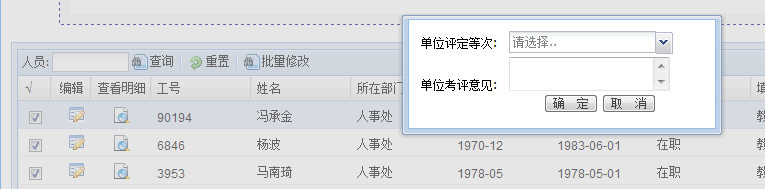 人员: 查询 重置 批量修改
√ 编辑 查看明细 工号 姓名 所在部门
90194 冯承金 人事处
6846 杨波 人事处 1970-12 1983-06-01 在职
3953 马南琦 人事处 1978-05 1978-05-01 在职
单位评定等次: 请选择..
单位考评意见:
确 定 取 消